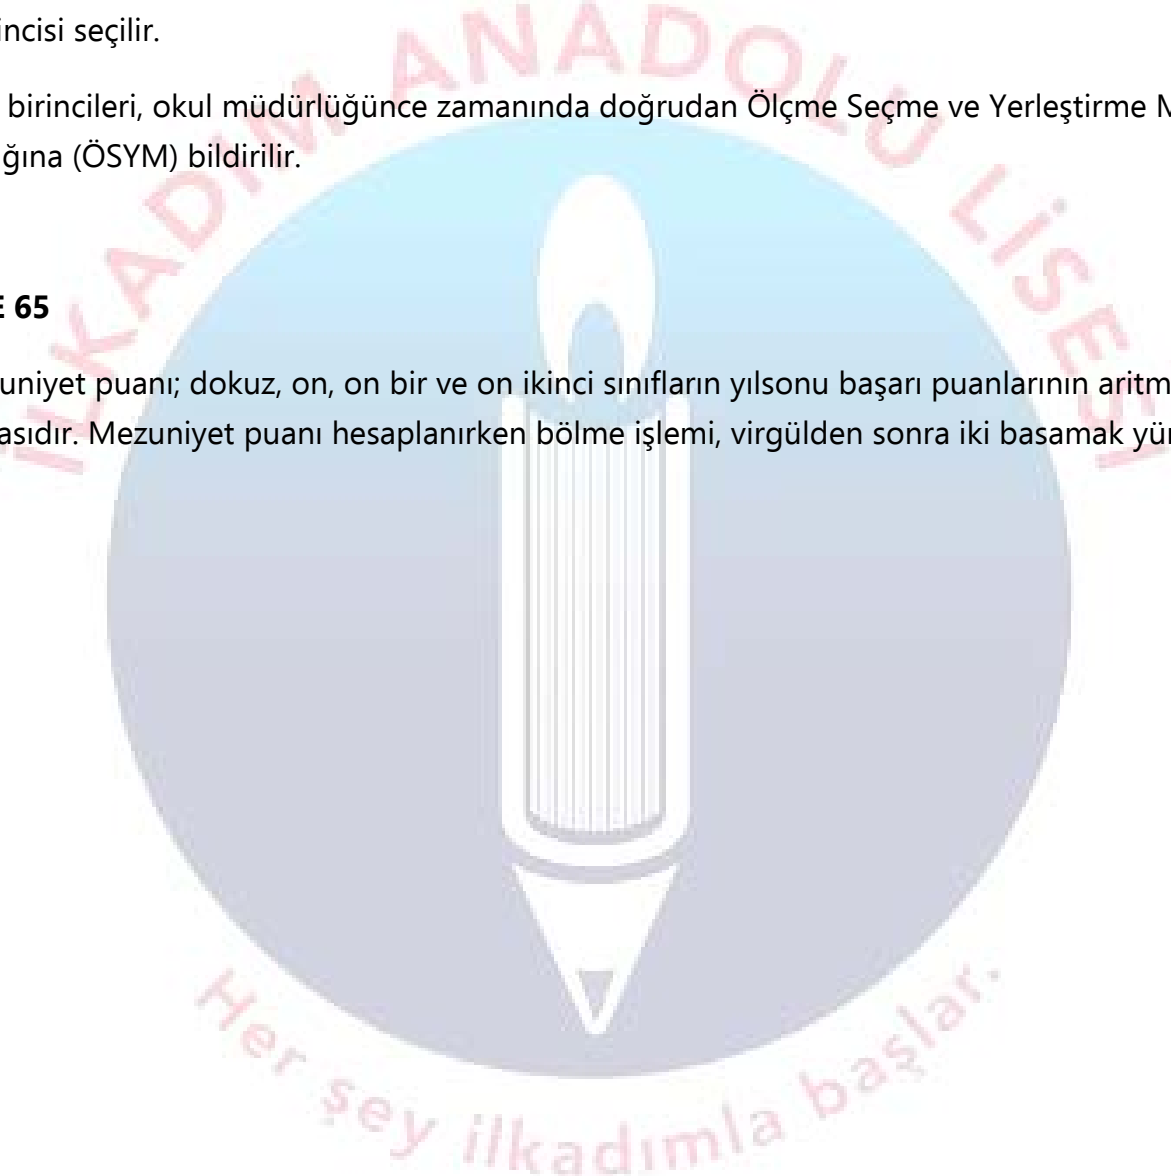 incisi seçilir.
birincileri, okul müdürlüğünce zamanında doğrudan Ölçme Seçme ve Yerleştirme M
ğına (ÖSYM) bildirilir.
E 65
uniyet puanı; dokuz, on, on bir ve on ikinci sınıfların yılsonu başarı puanlarının aritm
asıdır. Mezuniyet puanı hesaplanırken bölme işlemi, virgülden sonra iki basamak yür
İLKADIM ANADOLU LİSESİ
Her şey ilkadımla başlar.